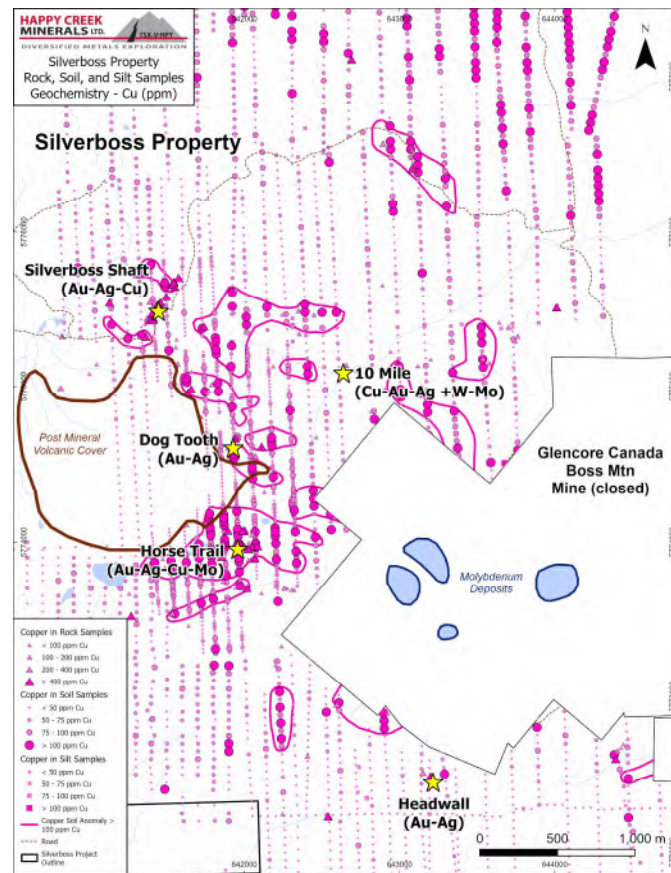 HAPPY CREEK
MINERALS LTD.
TSX-V-HPY
DIVERSIFIED METALS EXPLORATION
Silverboss Property
Rock, Soil, and Silt Samples
Geochemistry - Cu (ppm)
642000
643000
644000
N
Silverboss Property
5776000
Silverboss Shaft
(Au-Ag-Cu)
10 Mile
(Cu-Au-Ag +W-Mo)
Post Mineral
Volcanic Cover
Dog Tooth
(Au-Ag)
Glencore Canada
Boss Mtn
Mine (closed)
5774000
Horse Trail
(Au-Ag-Cu-Mo)
Molybdenum
Deposits
Copper in Rock Samples
< 100 ppm Cu
100 - 200 ppm Cu
200 - 400 ppm Cu
> 400 ppm Cu
Copper in Soil Samples
< 50 ppm Cu
50 - 75 ppm Cu
75 - 100 ppm Cu
> 100 ppm Cu
Copper in Silt Samples
< 50 ppm Cu
50 - 75 ppm Cu
75 - 100 ppm Cu
> 100 ppm Cu
Copper Soil Anomaly >
100 ppm Cu
Road
Silverboss Project
Outline
Headwall
(Au-Ag)
0 500 1,000 m
642000
643000
644000